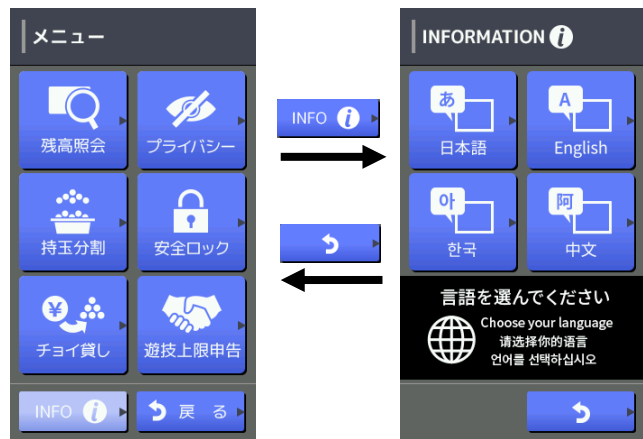 メニュー
残高照会
プライバシー
持玉分割
安全ロック
¥
チョイ貸し
遊技上限申告
INFO i
戻 る
INFO i
INFORMATION i
あ
日本語
A
English
아
한국
阿
中文
言語を選んでください
Choose your language
请选择你的语言
언어를 선택하십시오